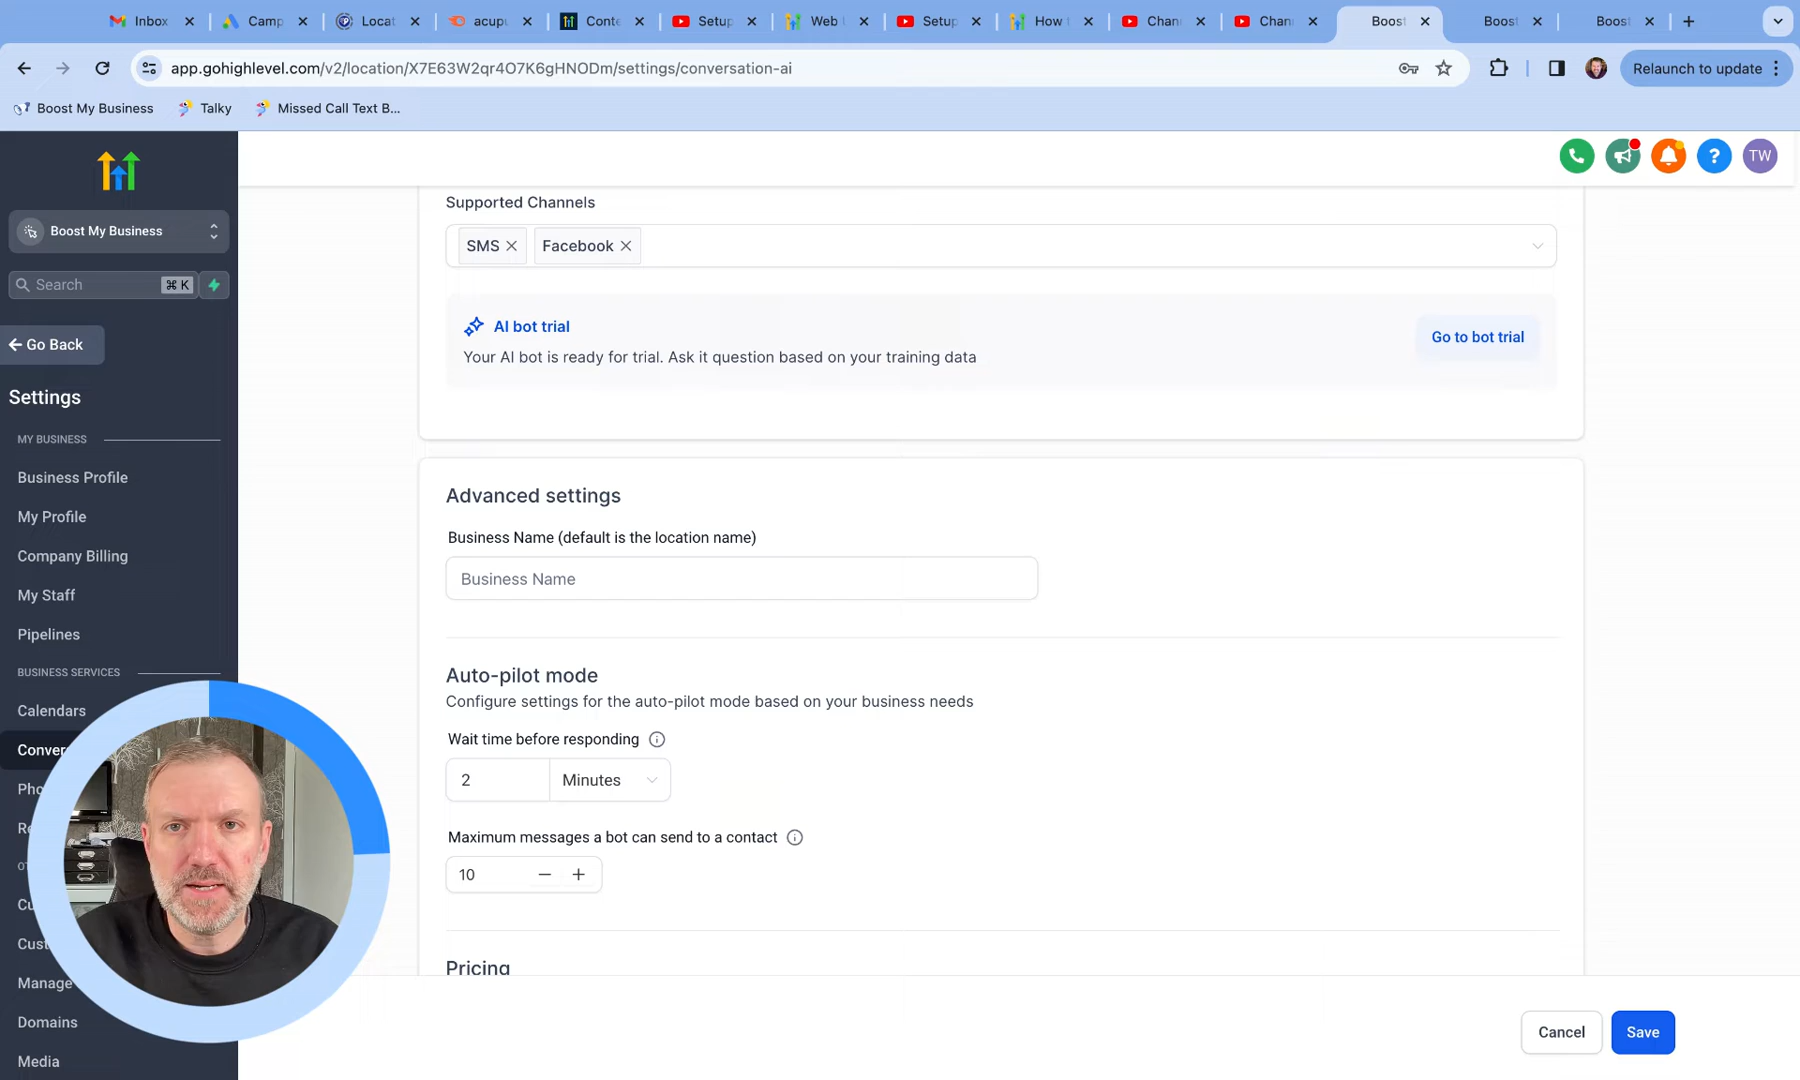 Inbox
Camp
Locat
acupu
Conte
Setup
Web
Setup
How t
Chan
Chan
Boost
Boost
Boost
app.gohighlevel.com/v2/location/X7E63W2qr4O7K6gHNODm/settings/conversation-ai
Relaunch to update
Boost My Business
Talky
Missed Call Text B...
TW
Boost My Business
Search
⌘ K
Go Back
Settings
MY BUSINESS
Business Profile
My Profile
Company Billing
My Staff
Pipelines
BUSINESS SERVICES
Calendars
Conver
Pho
Re
Cu
Cust
Manage
Domains
Media
Supported Channels
SMS
Facebook
AI bot trial
Your AI bot is ready for trial. Ask it question based on your training data
Go to bot trial
Advanced settings
Business Name (default is the location name)
Business Name
Auto-pilot mode
Configure settings for the auto-pilot mode based on your business needs
Wait time before responding
2
Minutes
Maximum messages a bot can send to a contact
10
Pricing
Cancel
Save